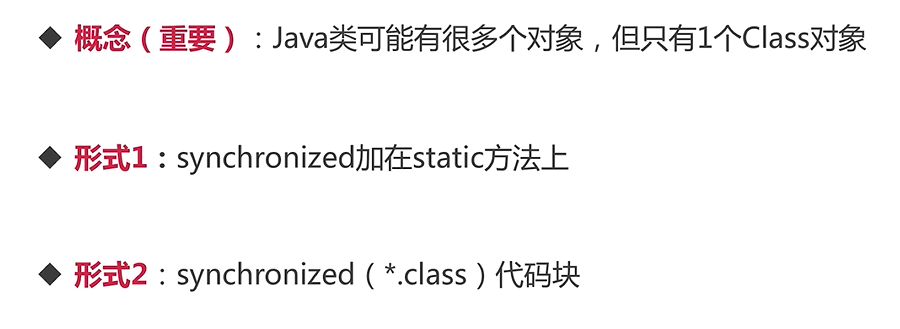 ◆ 概念（重要）：Java类可能有很多个对象，但只有1个Class对象
◆ 形式1：synchronized加在static方法上
◆ 形式2：synchronized（*.class）代码块